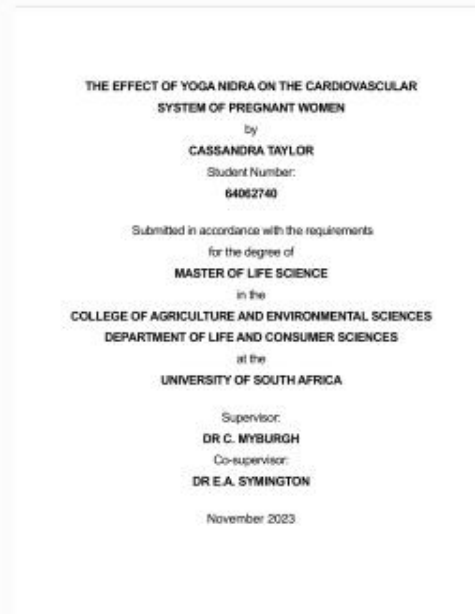 THE EFFECT OF YOGA NIDRA ON THE CARDIOVASCULAR
SYSTEM OF PREGNANT WOMEN
by
CASSANDRA TAYLOR
Student Number:
64062740
Submitted in accordance with the requirements
for the degree of
MASTER OF LIFE SCIENCE
in the
COLLEGE OF AGRICULTURE AND ENVIRONMENTAL SCIENCES
DEPARTMENT OF LIFE AND CONSUMER SCIENCES
at the
UNIVERSITY OF SOUTH AFRICA
Supervisor:
DR C. MYBURGH
Co-supervisor:
DR E.A. SYMINGTON
November 2023